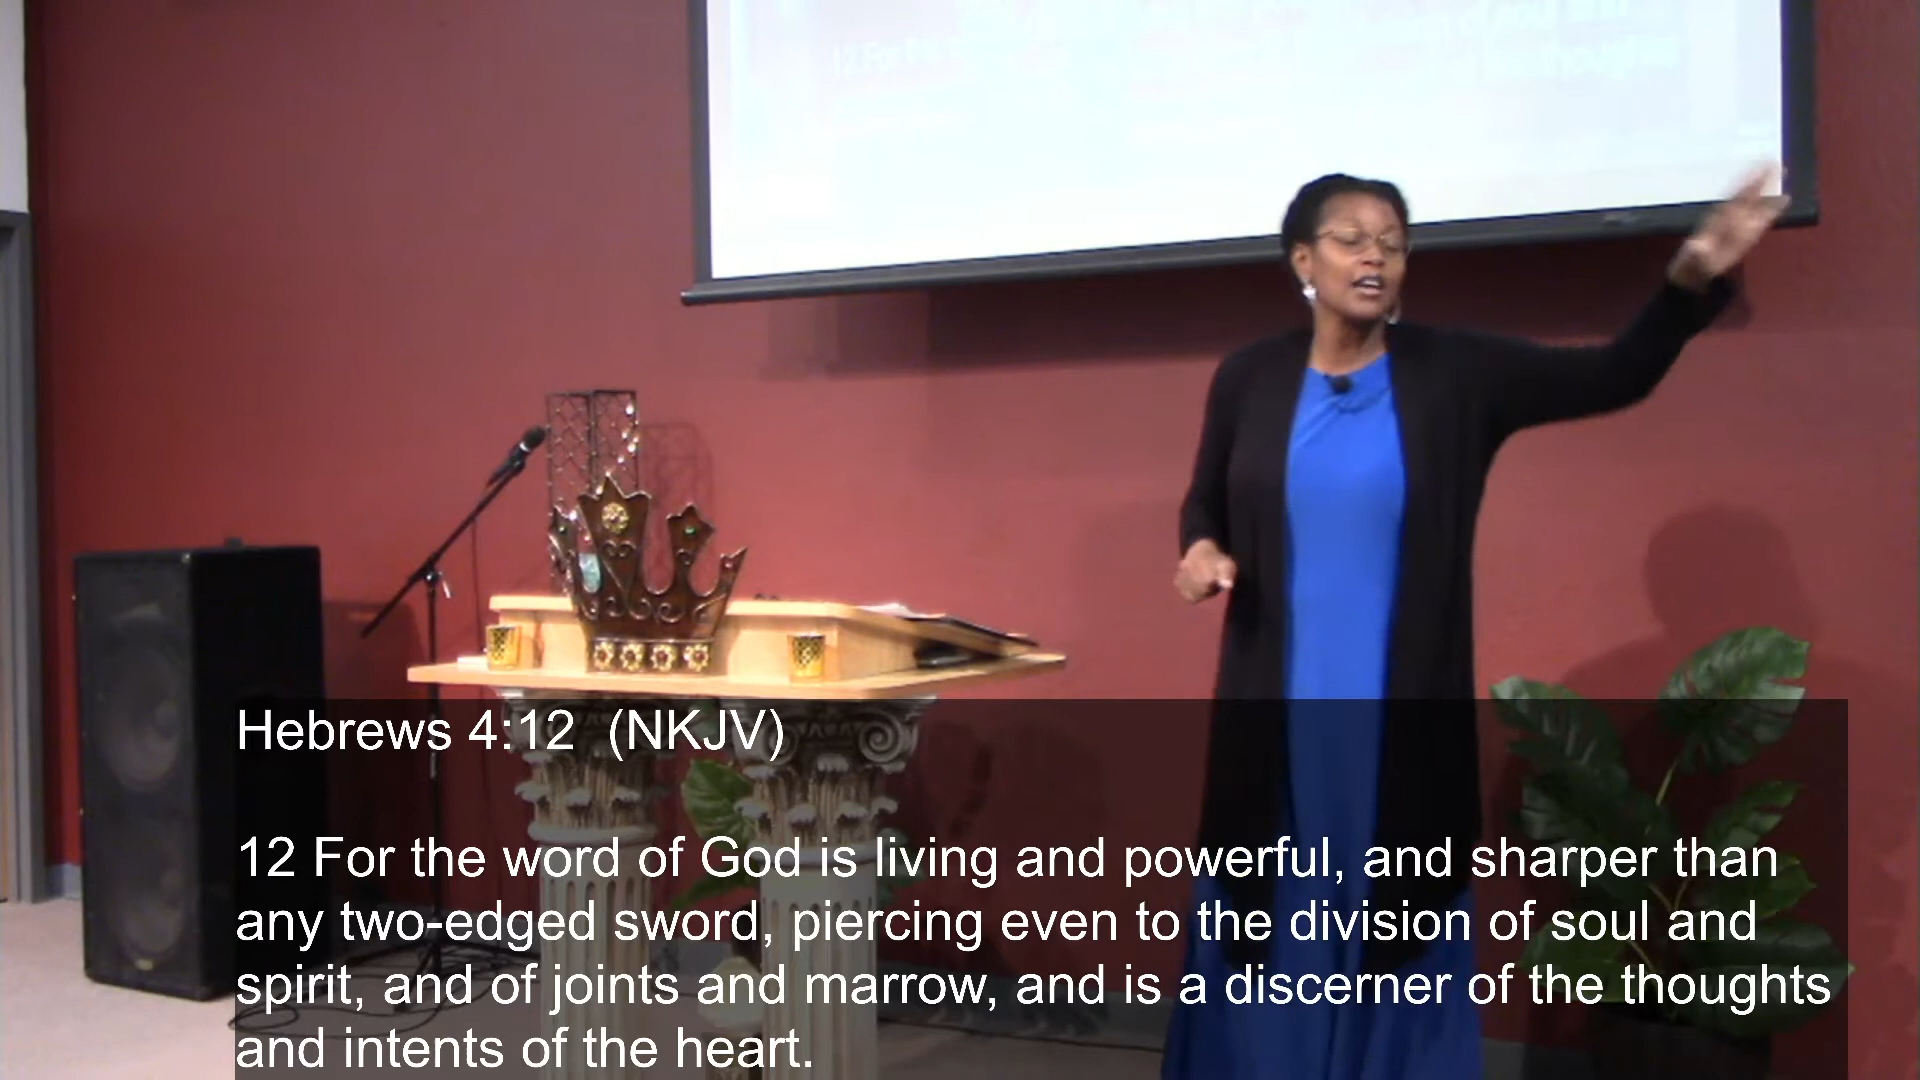 Hebrews 4:12  (NKJV)
12 For the word of God is living and powerful, and sharper than
any two-edged sword, piercing even to the division of soul and
spirit, and of joints and marrow, and is a discerner of the thoughts
and intents of the heart.